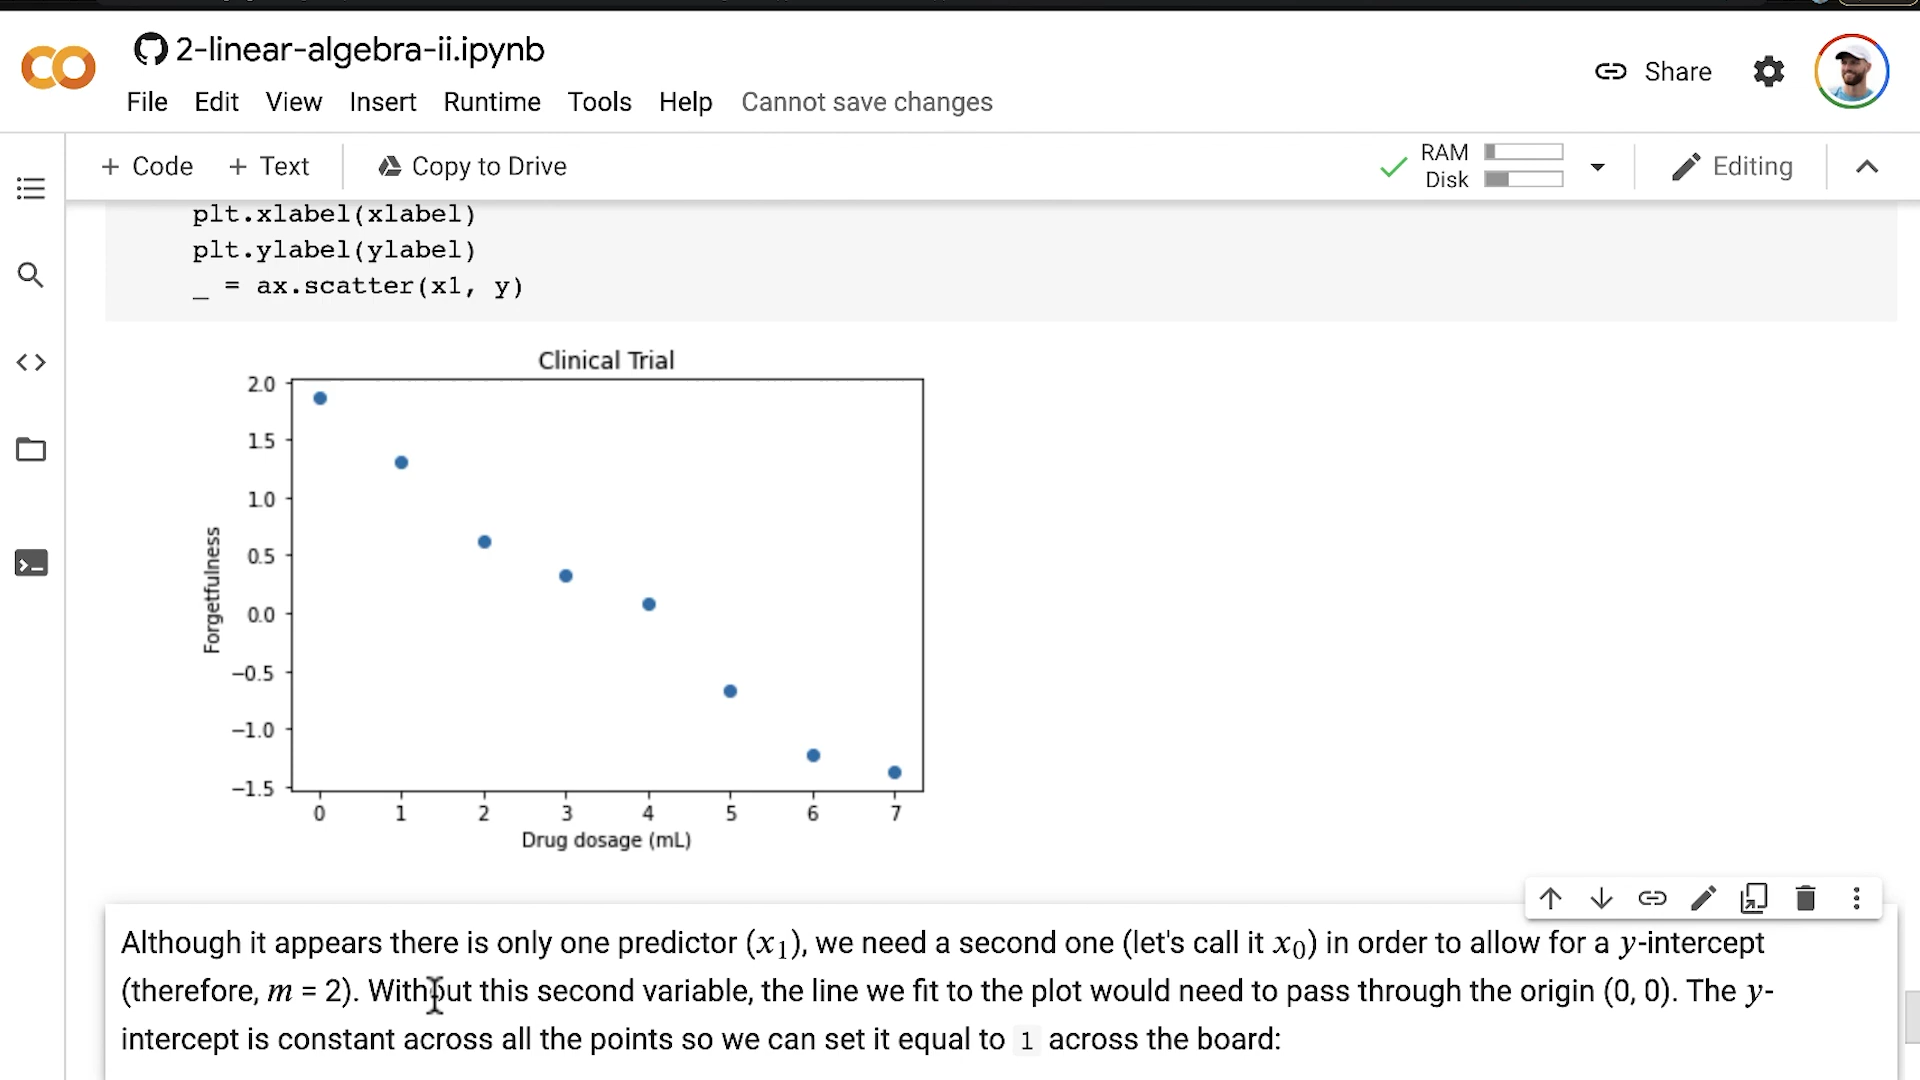 2-linear-algebra-ii.ipynb
File Edit View Insert Runtime Tools Help Cannot save changes
Share
+ Code + Text Copy to Drive
RAM
Disk
Editing
plt.xlabel(xlabel)
plt.ylabel(ylabel)
_ = ax.scatter(x1, y)
Clinical Trial
2.0
1.5
1.0
0.5
0.0
−0.5
−1.0
−1.5
Forgetfulness
0 1 2 3 4 5 6 7
Drug dosage (mL)
Although it appears there is only one predictor (x1), we need a second one (let's call it x0) in order to allow for a y-intercept
(therefore, m = 2). Without this second variable, the line we fit to the plot would need to pass through the origin (0, 0). The y-
intercept is constant across all the points so we can set it equal to 1 across the board: